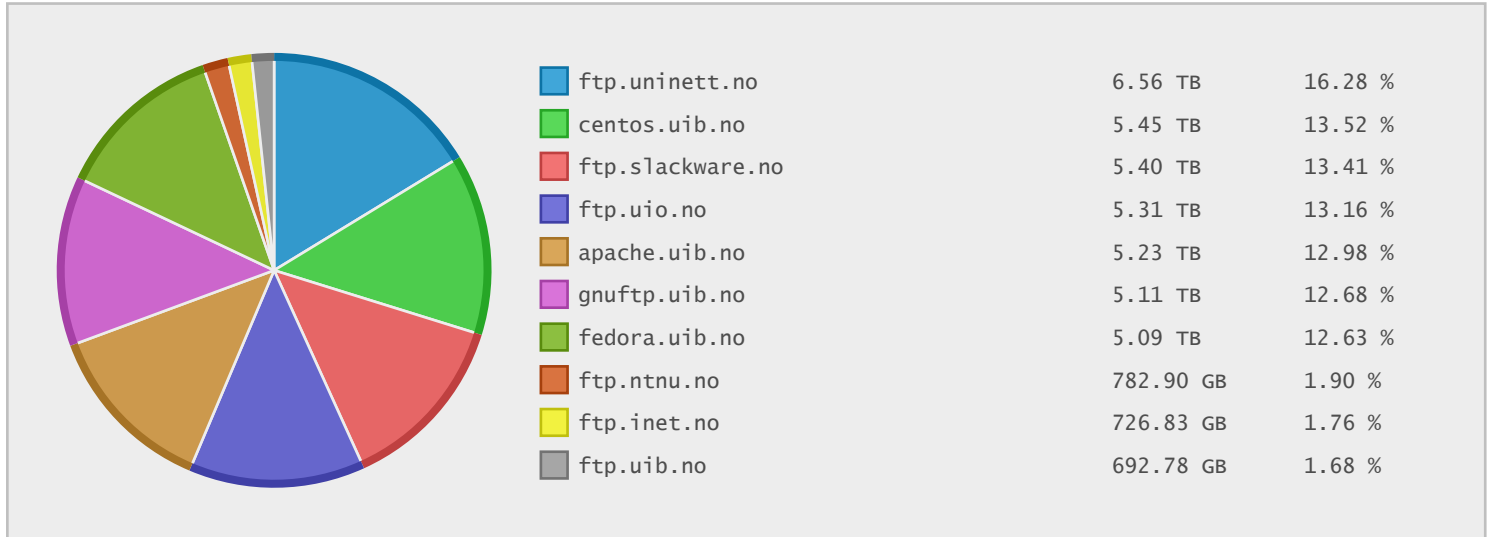 ftp.uninett.no 6.56 TB 16.28 %
centos.uib.no 5.45 TB 13.52 %
ftp.slackware.no 5.40 TB 13.41 %
ftp.uio.no 5.31 TB 13.16 %
apache.uib.no 5.23 TB 12.98 %
gnuftp.uib.no 5.11 TB 12.68 %
fedora.uib.no 5.09 TB 12.63 %
ftp.ntnu.no 782.90 GB 1.90 %
ftp.inet.no 726.83 GB 1.76 %
ftp.uib.no 692.78 GB 1.68 %